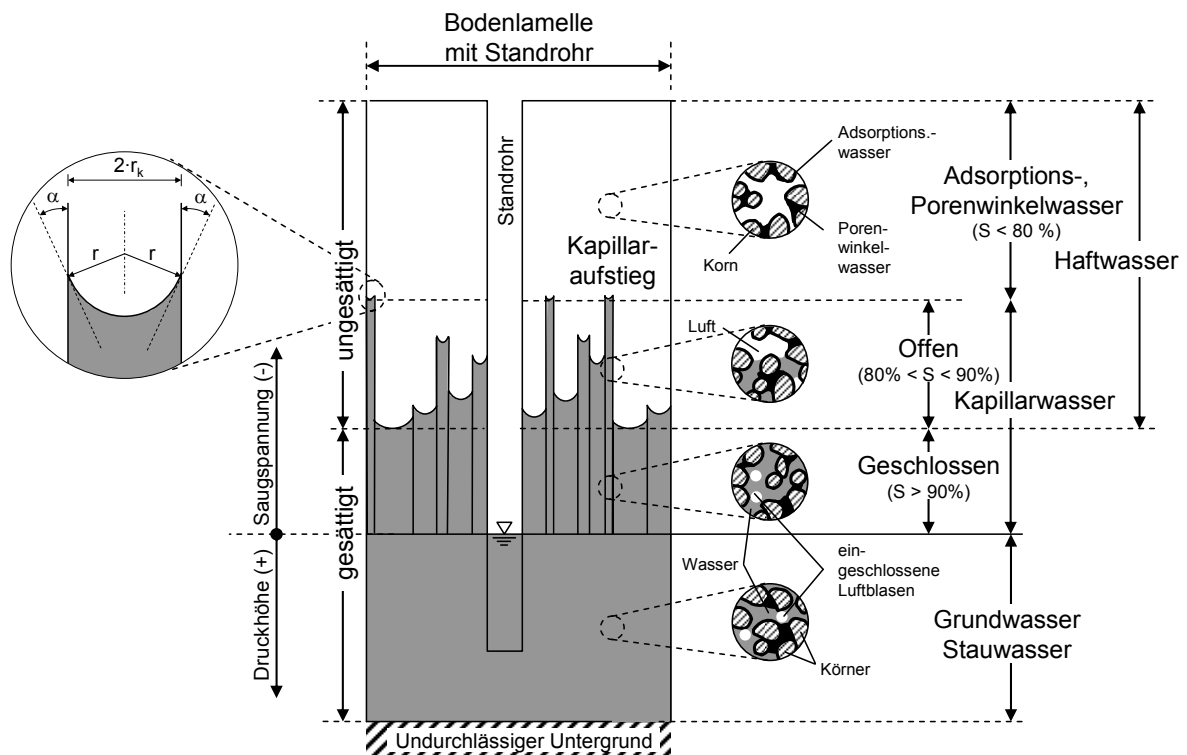 Bodenlamelle
mit Standrohr
2·r_k
α
α
r
r
Standrohr
Kapillar-
aufstieg
ungesättigt
gesättigt
Saugspannung (-)
Druckhöhe (+)
Adsorptions.-
wasser
Poren-
winkel-
wasser
Korn
Luft
Wasser
ein-
geschlossene
Luftblasen
Körner
Adsorptions-,
Porenwinkelwasser
(S < 80 %)
Haftwasser
Offen
(80% < S < 90%)
Kapillarwasser
Geschlossen
(S > 90%)
Grundwasser
Stauwasser
Undurchlässiger Untergrund